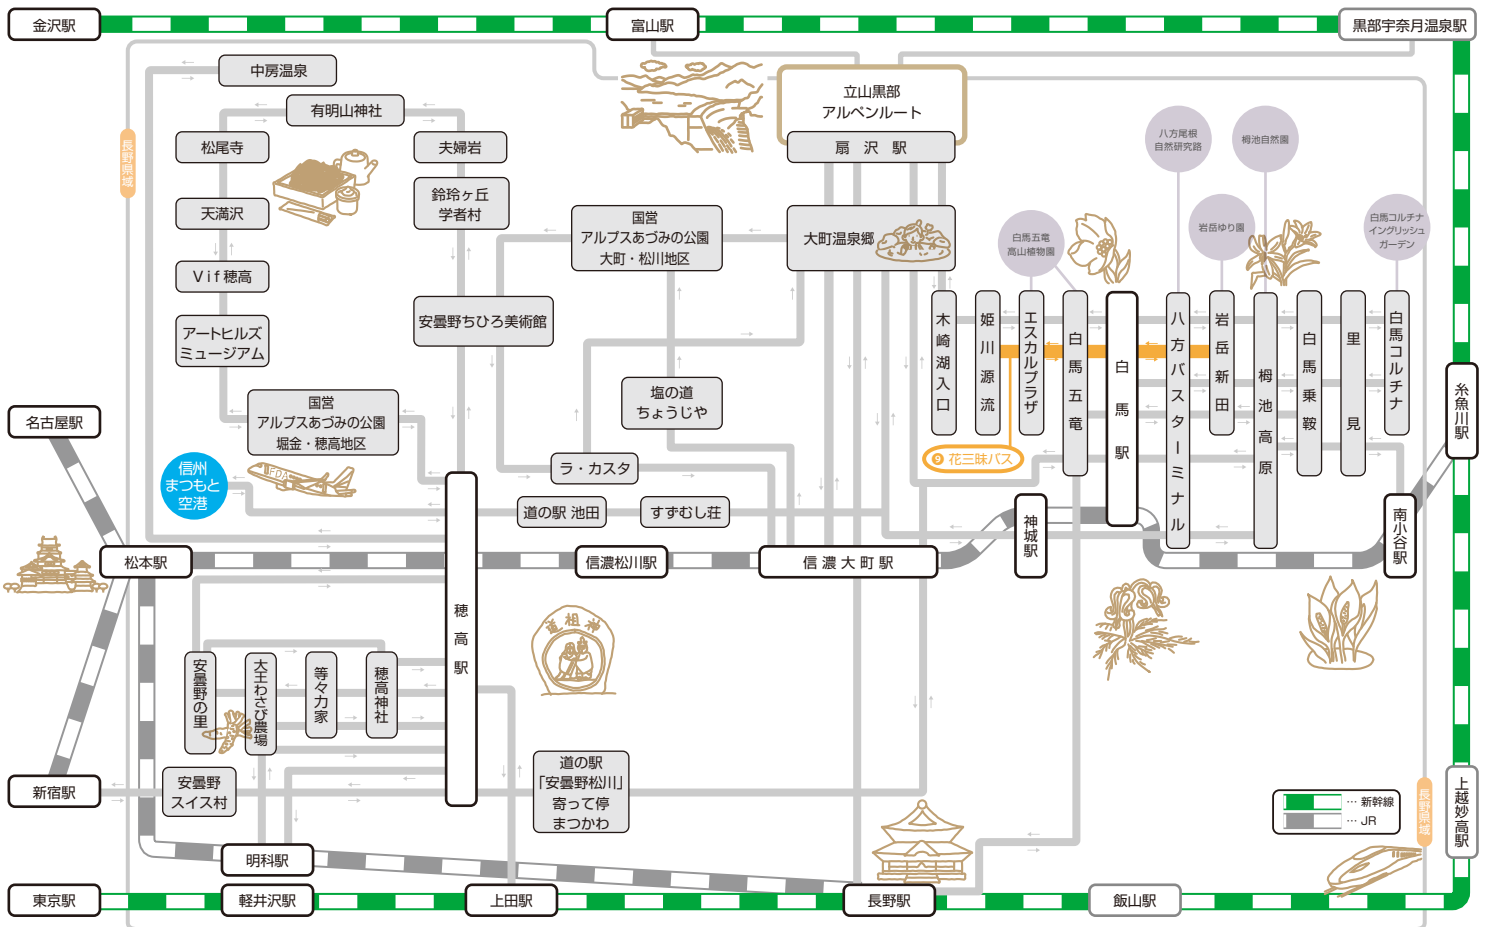 金沢駅
富山駅
黒部宇奈月温泉駅
中房温泉
有明山神社
松尾寺
夫婦岩
長野県域
天満沢
鈴玲ヶ丘
学者村
Vif穂高
アートヒルズ
ミュージアム
安曇野ちひろ美術館
国営
アルプスあづみの公園
堀金・穂高地区
国営
アルプスあづみの公園
大町・松川地区
立山黒部
アルペンルート
扇沢駅
大町温泉郷
八方尾根
自然研究路
栂池自然園
白馬五竜
高山植物園
岩岳ゆり園
白馬コルチナ
イングリッシュ
ガーデン
木崎湖入口
姫川源流
エスカルプラザ
白馬五竜
白馬駅
八方バスターミナル
岩岳新田
栂池高原
白馬乗鞍
里見
白馬コルチナ
糸魚川駅
塩の道
ちょうじや
名古屋駅
信州
まつもと
空港
FDA
ラ・カスタ
9 花三昧バス
道の駅 池田
すずむし荘
神城駅
南小谷駅
松本駅
穂高駅
信濃松川駅
信濃大町駅
道祖神
安曇野の里
大王わさび農場
等々力家
穂高神社
新宿駅
安曇野
スイス村
道の駅
「安曇野松川」
寄って停
まつかわ
長野県域
上越妙高駅
… 新幹線
… JR
明科駅
東京駅
軽井沢駅
上田駅
長野駅
飯山駅